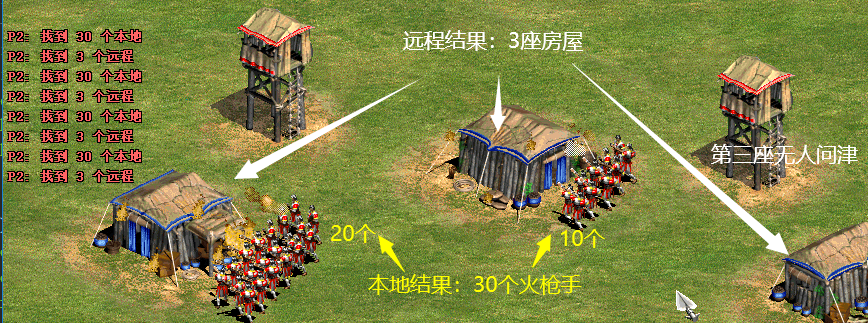 P2: 找到 30 个本地
P2: 找到 3 个远程
P2: 找到 30 个本地
P2: 找到 3 个远程
P2: 找到 30 个本地
P2: 找到 3 个远程
P2: 找到 30 个本地
P2: 找到 3 个远程
远程结果：3座房屋
第三座无人问津
20个
10个
本地结果：30个火枪手